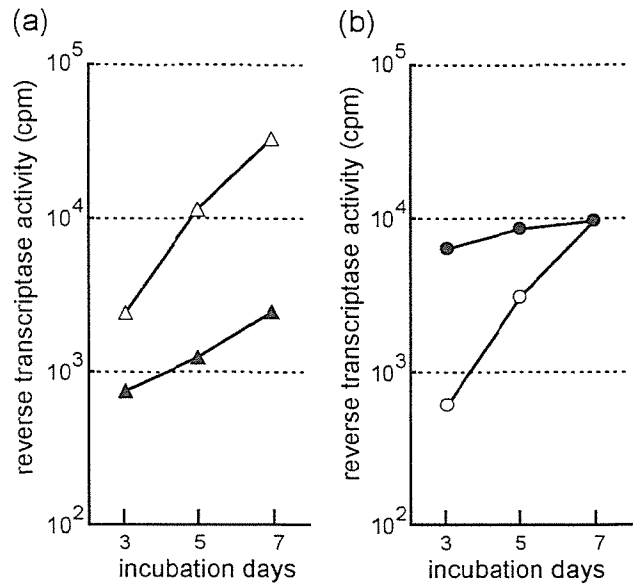 (a)
reverse transcriptase activity (cpm)
10^5
10^4
10^3
10^2
3 5 7
incubation days
(b)
reverse transcriptase activity (cpm)
10^5
10^4
10^3
10^2
3 5 7
incubation days